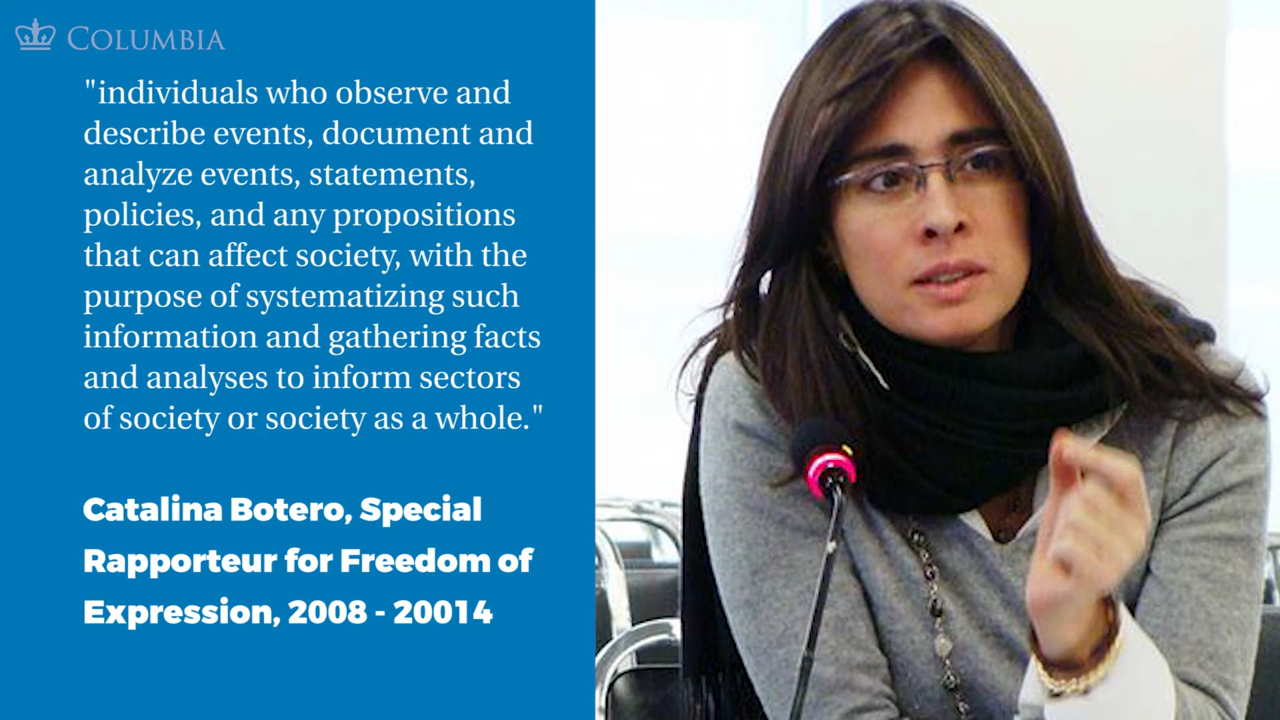 COLUMBIA
"individuals who observe and
describe events, document and
analyze events, statements,
policies, and any propositions
that can affect society, with the
purpose of systematizing such
information and gathering facts
and analyses to inform sectors
of society or society as a whole."
Catalina Botero, Special
Rapporteur for Freedom of
Expression, 2008 - 20014